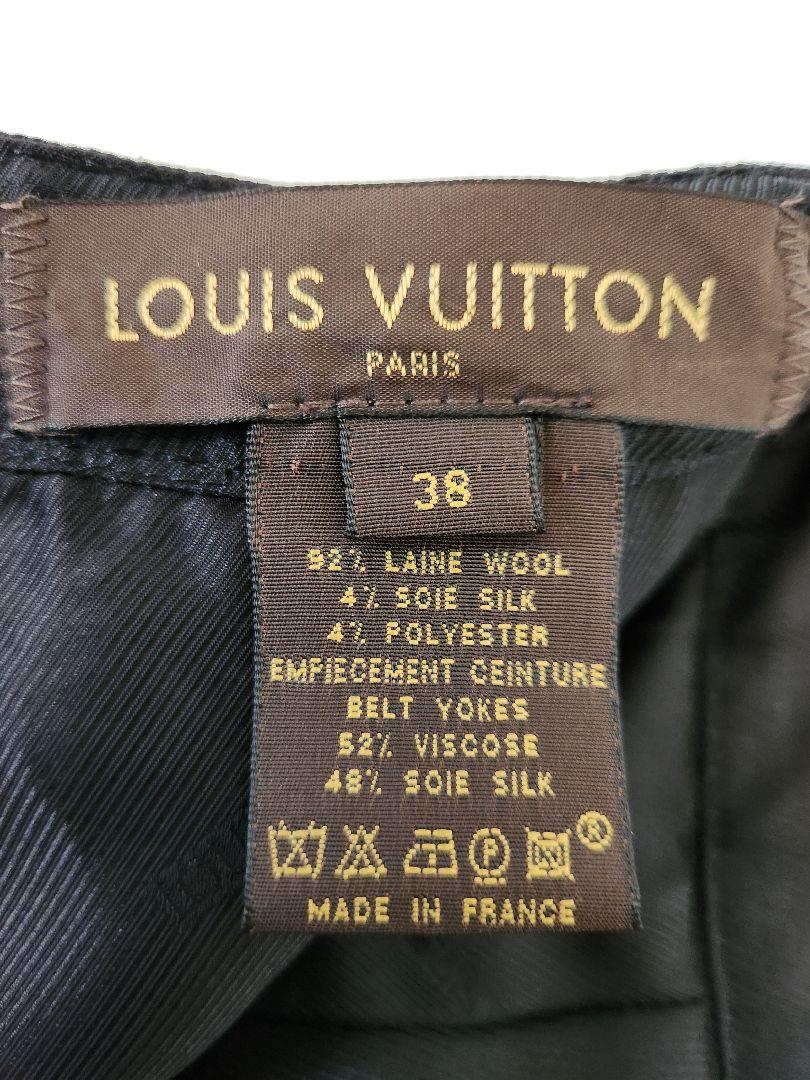 LOUIS VUITTON
PARIS
38
92% LAINE WOOL
4% SOIE SILK
4% POLYESTER
EMPIECEMENT CEINTURE
BELT YOKES
52% VISCOSE
48% SOIE SILK
P ®
MADE IN FRANCE